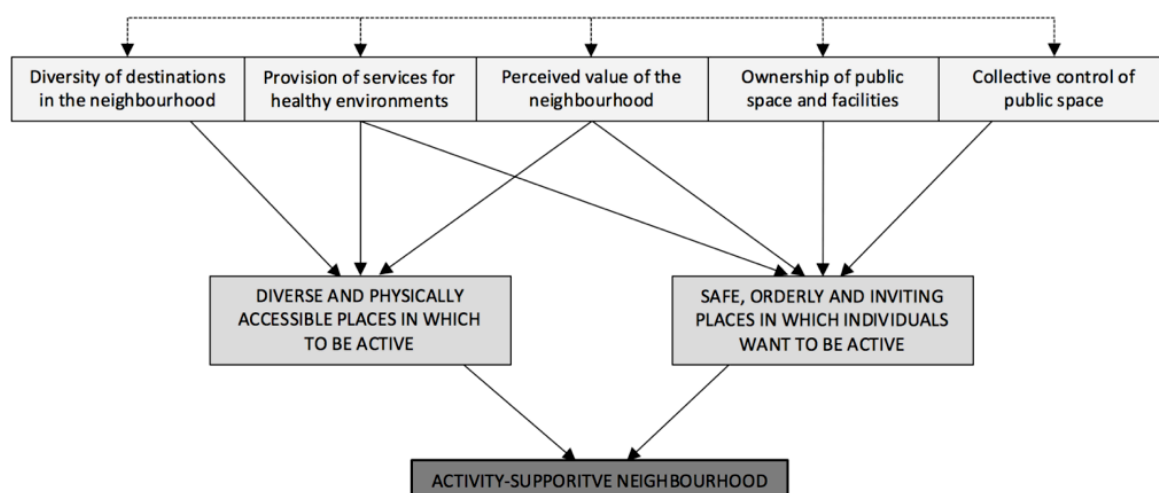 Diversity of destinations
in the neighbourhood
Provision of services for
healthy environments
Perceived value of the
neighbourhood
Ownership of public
space and facilities
Collective control of
public space
DIVERSE AND PHYSICALLY
ACCESSIBLE PLACES IN WHICH
TO BE ACTIVE
SAFE, ORDERLY AND INVITING
PLACES IN WHICH INDIVIDUALS
WANT TO BE ACTIVE
ACTIVITY-SUPPORITVE NEIGHBOURHOOD